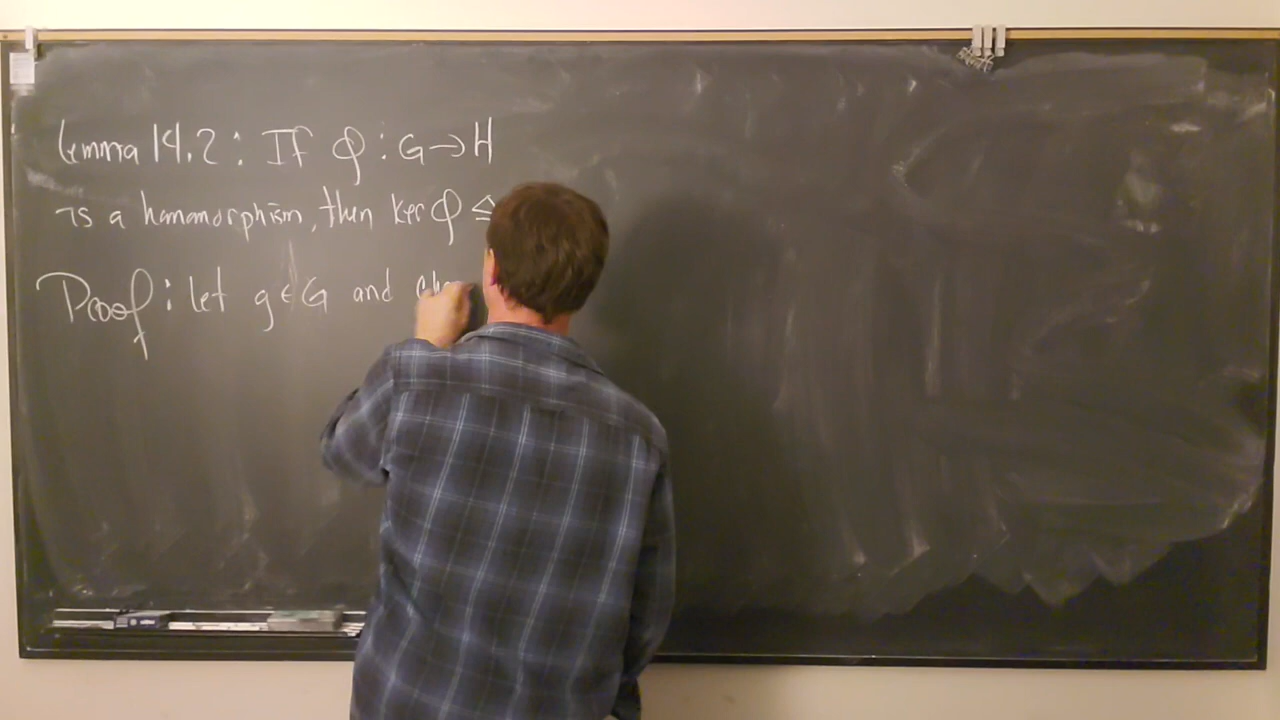 Lemma 14.2: If φ: G→H
is a homomorphism, then ker φ ⊴
Proof: let g∈G and